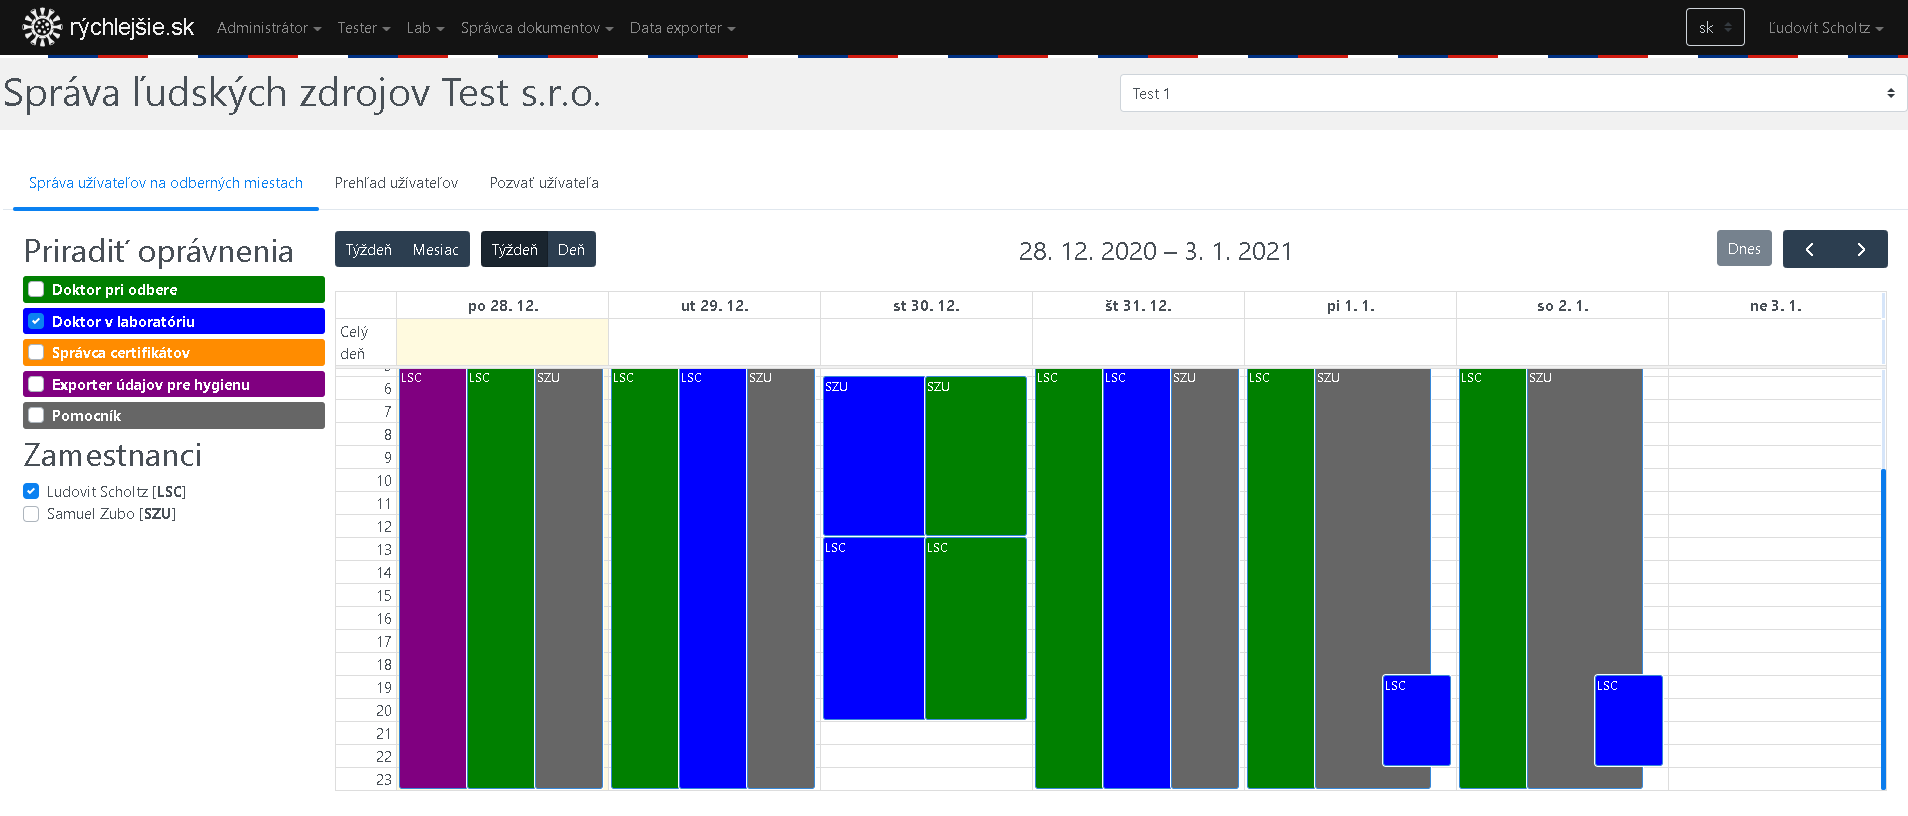 rýchlejšie.sk Administrátor Tester Lab Správca dokumentov Data exporter sk Ľudovít Scholtz
Správa ľudských zdrojov Test s.r.o. Test 1
Správa užívateľov na odberných miestach Prehľad užívateľov Pozvať užívateľa
Priradiť oprávnenia
Doktor pri odbere
Doktor v laboratóriu
Správca certifikátov
Exporter údajov pre hygienu
Pomocník
Zamestnanci
Ludovit Scholtz [LSC]
Samuel Zubo [SZU]
Týždeň Mesiac Týždeň Deň 28. 12. 2020 – 3. 1. 2021 Dnes
po 28. 12. ut 29. 12. st 30. 12. št 31. 12. pi 1. 1. so 2. 1. ne 3. 1.
Celý
deň
LSC LSC SZU LSC LSC SZU LSC LSC SZU LSC SZU LSC SZU
6 SZU SZU
7
8
9
10
11
12
13 LSC LSC
14
15
16
17
18
19 LSC LSC
20
21
22
23